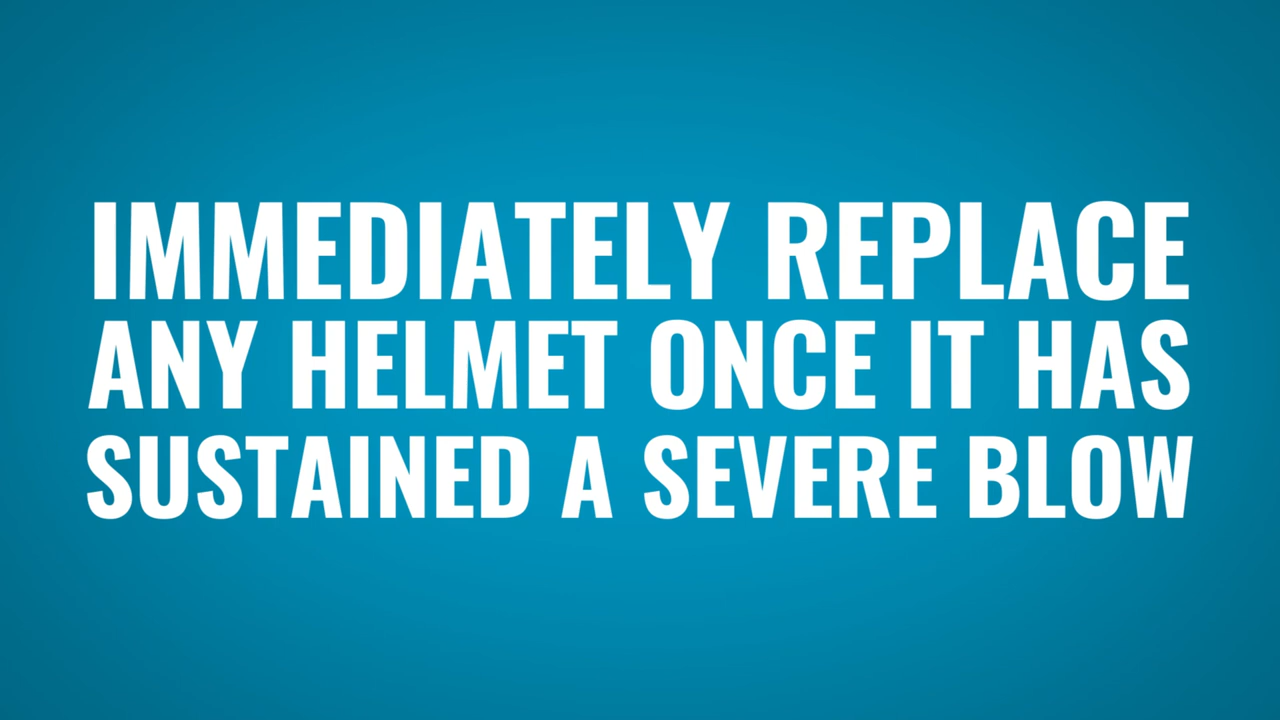 IMMEDIATELY REPLACE
ANY HELMET ONCE IT HAS
SUSTAINED A SEVERE BLOW